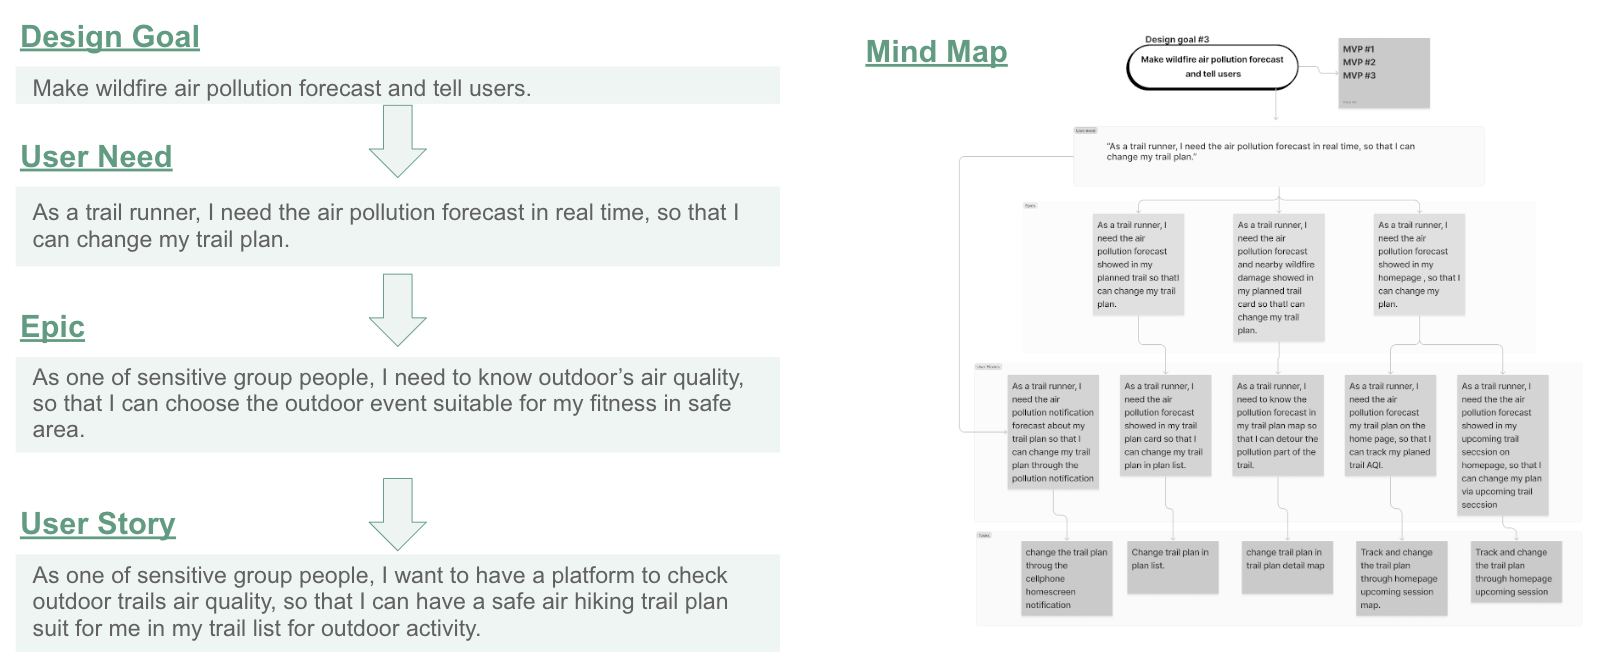 Design Goal
Make wildfire air pollution forecast and tell users.
User Need
As a trail runner, I need the air pollution forecast in real time, so that I
can change my trail plan.
Epic
As one of sensitive group people, I need to know outdoor's air quality,
so that I can choose the outdoor event suitable for my fitness in safe
area.
User Story
As one of sensitive group people, I want to have a platform to check
outdoor trails air quality, so that I can have a safe air hiking trail plan
suit for me in my trail list for outdoor activity.
Mind Map
Design goal #3
Make wildfire air pollution forecast
and tell users
MVP #1
MVP #2
MVP #3
"As a trail runner, I need the air pollution forecast in real time, so that I can
change my trail plan."
Epics
As a trail runner, I
need the air
pollution forecast
showed in my
planned trail so thatI
can change my trail
plan.
As a trail runner, I
need the air
pollution forecast
and nearby wildfire
damage showed in
my planned trail
card so thatI can
change my trail
plan.
As a trail runner, I
need the air
pollution forecast
showed in my
homepage , so that I
can change my
plan.
As a trail runner, I
need the air
pollution notification
forecast about my
trail plan so that I
can change my trail
plan through the
pollution notification
As a trail runner, I
need the the air
pollution forecast
showed in my trail
plan card so that I
can change my trail
plan in plan list.
As a trail runner, I
need to know the
pollution forecast in
my trail plan map so
that I can detour the
pollution part of the
trail.
As a trail runner, I
need the air
pollution forecast
my trail plan on the
home page, so that I
can track my planed
trail AQI.
As a trail runner, I
need the the air
pollution forecast
showed in my
upcoming trail
seccsion on
homepage, so that I
can change my plan
via upcoming trail
seccsion
change the trail plan
throug the
cellphone
homescreen
notification
Change trail plan in
plan list.
change trail plan in
trail plan detail map
Track and change
the trail plan
through homepage
upcoming session
map.
Track and change
the trail plan
through homepage
upcoming session